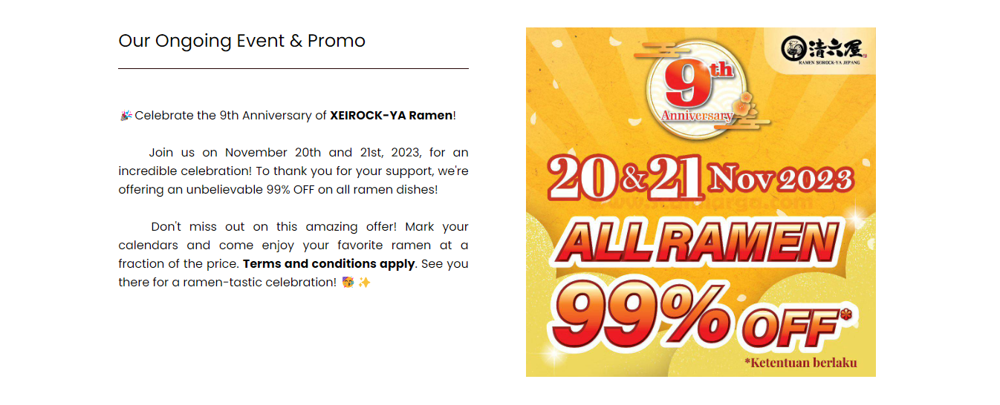 Our Ongoing Event & Promo
🎉Celebrate the 9th Anniversary of XEIROCK-YA Ramen!
Join us on November 20th and 21st, 2023, for an
incredible celebration! To thank you for your support, we're
offering an unbelievable 99% OFF on all ramen dishes!
Don't miss out on this amazing offer! Mark your
calendars and come enjoy your favorite ramen at a
fraction of the price. Terms and conditions apply. See you
there for a ramen-tastic celebration! 🥳 ✨
清六屋
RAMEN SEIROCK-YA JEPANG
9th
Anniversary
20&21 Nov 2023
ALL RAMEN
99% OFF*
*Ketentuan berlaku